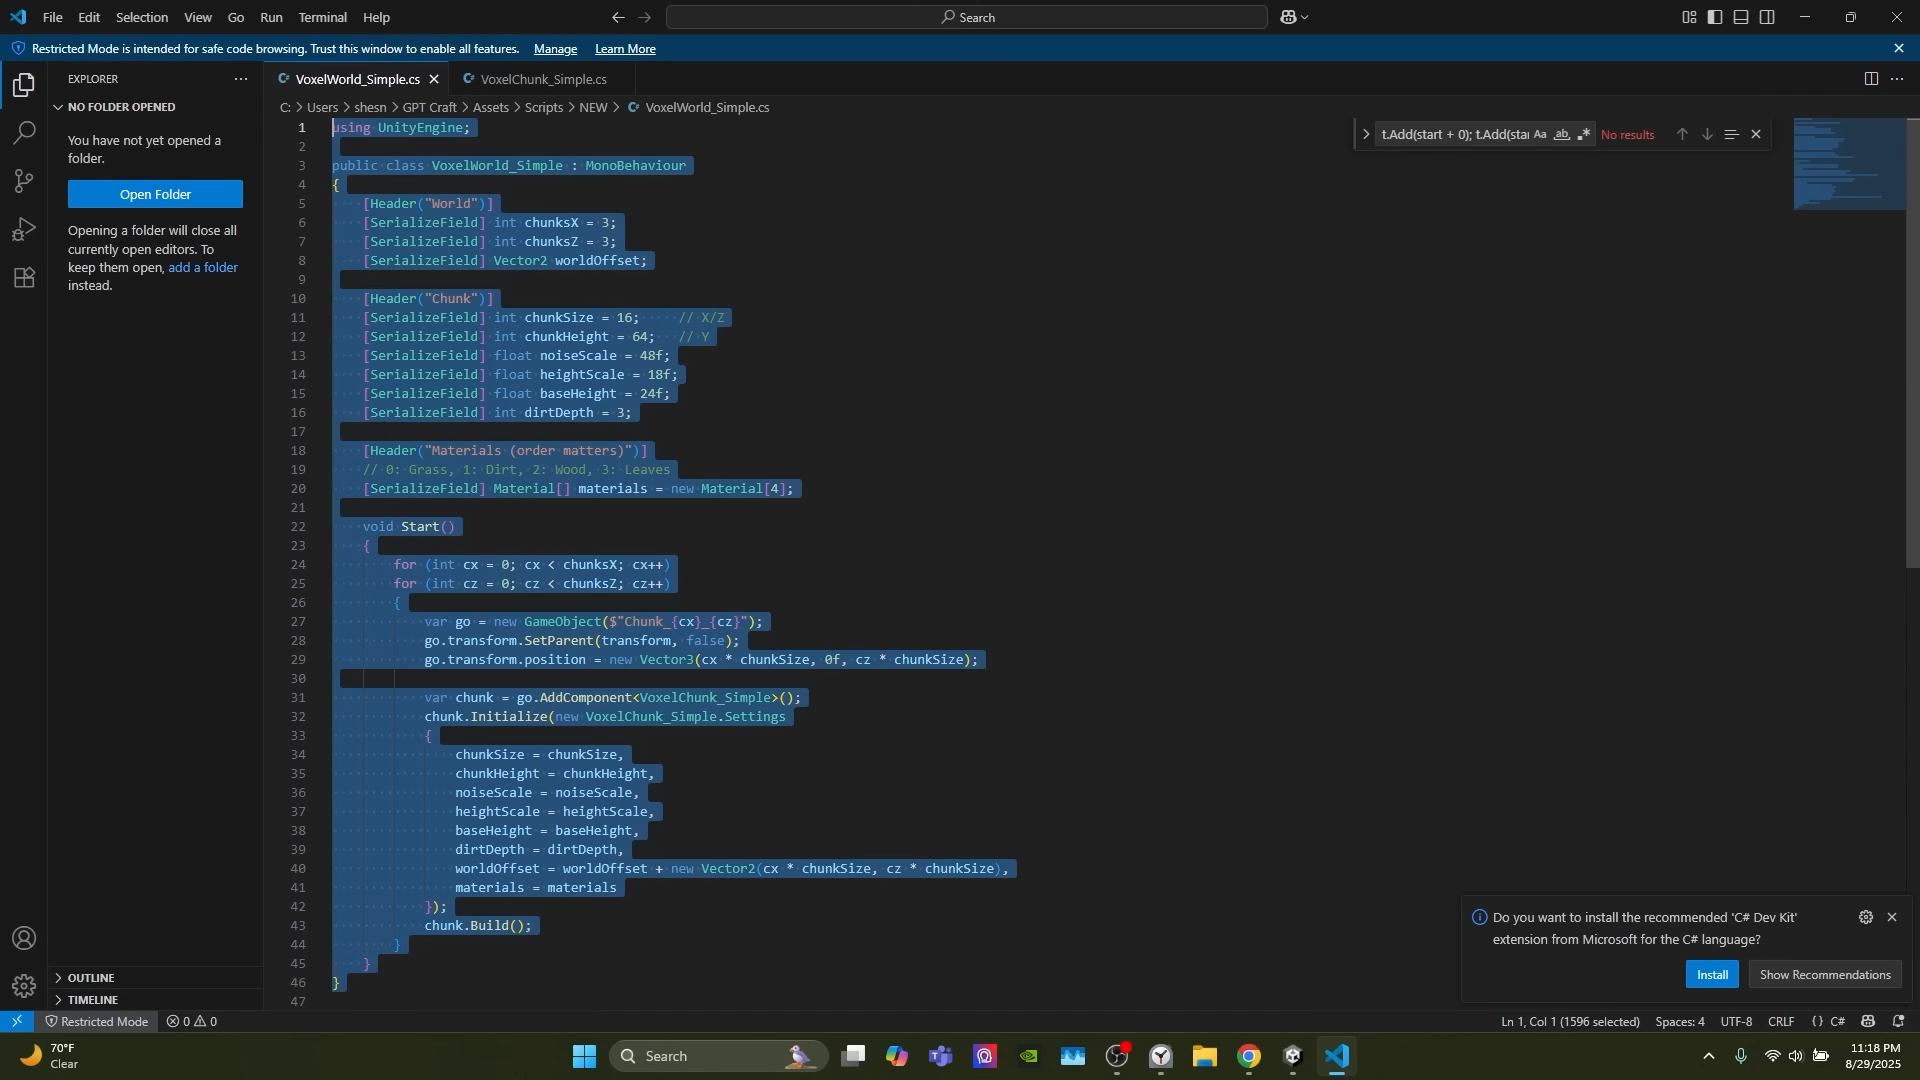 File Edit Selection View Go Run Terminal Help
Search
Restricted Mode is intended for safe code browsing. Trust this window to enable all features. Manage Learn More
EXPLORER
NO FOLDER OPENED
You have not yet opened a
folder.
Open Folder
Opening a folder will close all
currently open editors. To
keep them open, add a folder
instead.
OUTLINE
TIMELINE
VoxelWorld_Simple.cs
VoxelChunk_Simple.cs
C: > Users > shesn > GPT Craft > Assets > Scripts > NEW > VoxelWorld_Simple.cs
t.Add(start + 0); t.Add(star Aa ab .* No results
1 using UnityEngine;
2
3 public class VoxelWorld_Simple : MonoBehaviour
4 {
5 [Header("World")]
6 [SerializeField] int chunksX = 3;
7 [SerializeField] int chunksZ = 3;
8 [SerializeField] Vector2 worldOffset;
9
10 [Header("Chunk")]
11 [SerializeField] int chunkSize = 16; // X/Z
12 [SerializeField] int chunkHeight = 64; // Y
13 [SerializeField] float noiseScale = 48f;
14 [SerializeField] float heightScale = 18f;
15 [SerializeField] float baseHeight = 24f;
16 [SerializeField] int dirtDepth = 3;
17
18 [Header("Materials (order matters)")]
19 // 0: Grass, 1: Dirt, 2: Wood, 3: Leaves
20 [SerializeField] Material[] materials = new Material[4];
21
22 void Start()
23 {
24 for (int cx = 0; cx < chunksX; cx++)
25 for (int cz = 0; cz < chunksZ; cz++)
26 {
27 var go = new GameObject($"Chunk_{cx}_{cz}");
28 go.transform.SetParent(transform, false);
29 go.transform.position = new Vector3(cx * chunkSize, 0f, cz * chunkSize);
30
31 var chunk = go.AddComponent<VoxelChunk_Simple>();
32 chunk.Initialize(new VoxelChunk_Simple.Settings
33 {
34 chunkSize = chunkSize,
35 chunkHeight = chunkHeight,
36 noiseScale = noiseScale,
37 heightScale = heightScale,
38 baseHeight = baseHeight,
39 dirtDepth = dirtDepth,
40 worldOffset = worldOffset + new Vector2(cx * chunkSize, cz * chunkSize),
41 materials = materials
42 });
43 chunk.Build();
44 }
45 }
46 }
47
Do you want to install the recommended 'C# Dev Kit'
extension from Microsoft for the C# language?
Install Show Recommendations
Restricted Mode 0 0 Ln 1, Col 1 (1596 selected) Spaces: 4 UTF-8 CRLF {} C#
70°F
Clear
Search
11:18 PM
8/29/2025